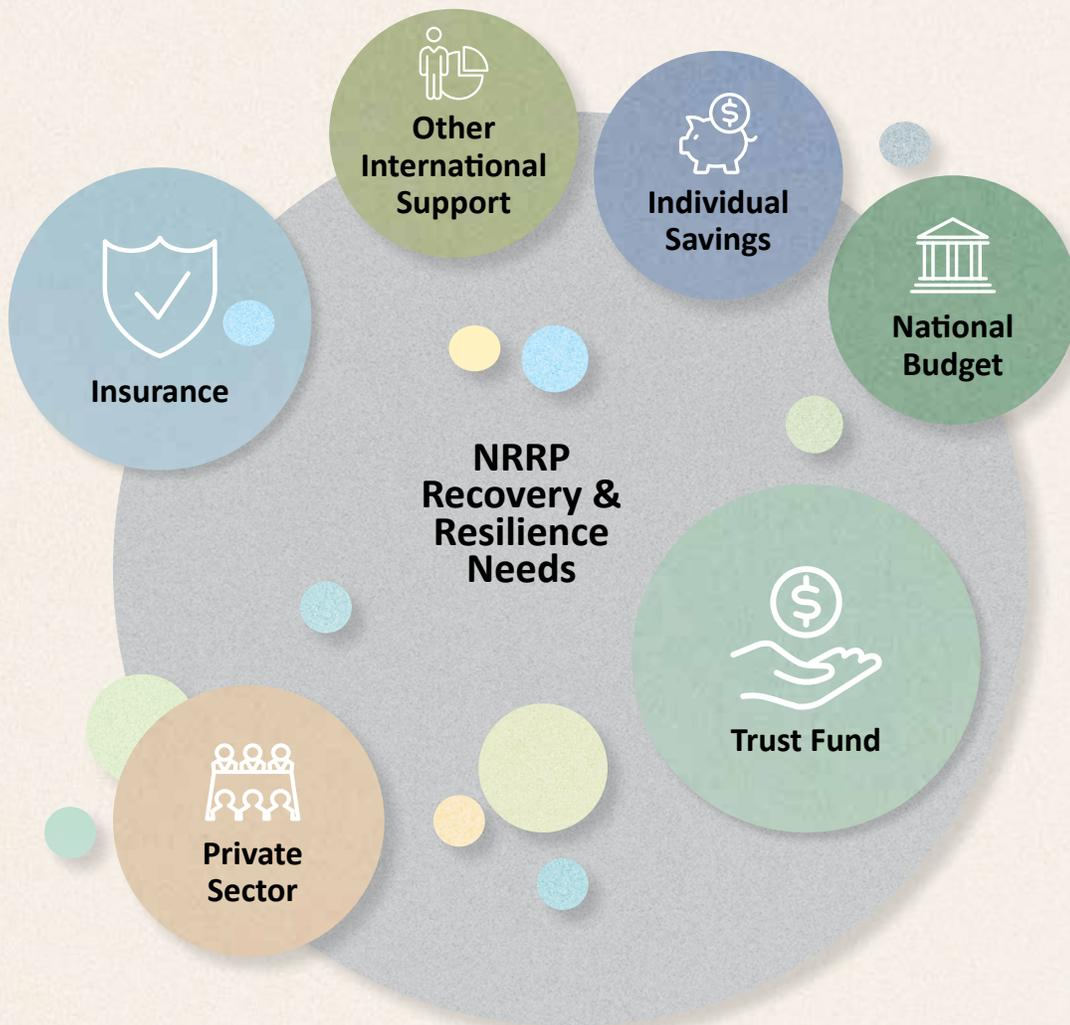 Other
International
Support
Individual
Savings
National
Budget
Insurance
NRRP
Recovery &
Resilience
Needs
Trust Fund
Private
Sector